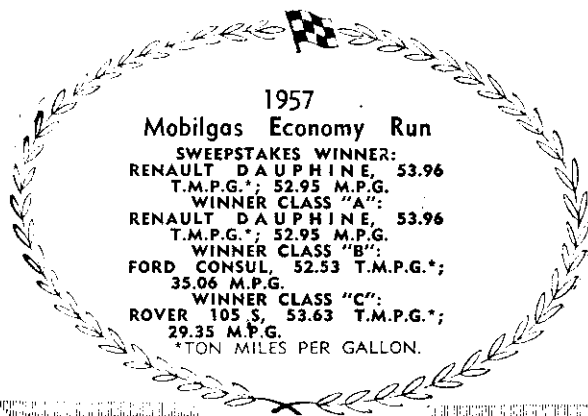 1957
Mobilgas Economy Run
SWEEPSTAKES WINNER:
RENAULT DAUPHINE, 53.96
T.M.P.G.*; 52.95 M.P.G.
WINNER CLASS "A":
RENAULT DAUPHINE, 53.96
T.M.P.G.*; 52.95 M.P.G.
WINNER CLASS "B":
FORD CONSUL, 52.53 T.M.P.G.*;
35.06 M.P.G.
WINNER CLASS "C":
ROVER 105 S, 53.63 T.M.P.G.*;
29.35 M.P.G.
*TON MILES PER GALLON.